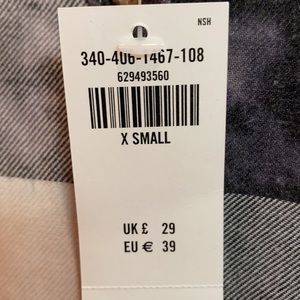 NSH
340-406-1467-108
629493560
X SMALL
UK £ 29
EU € 39